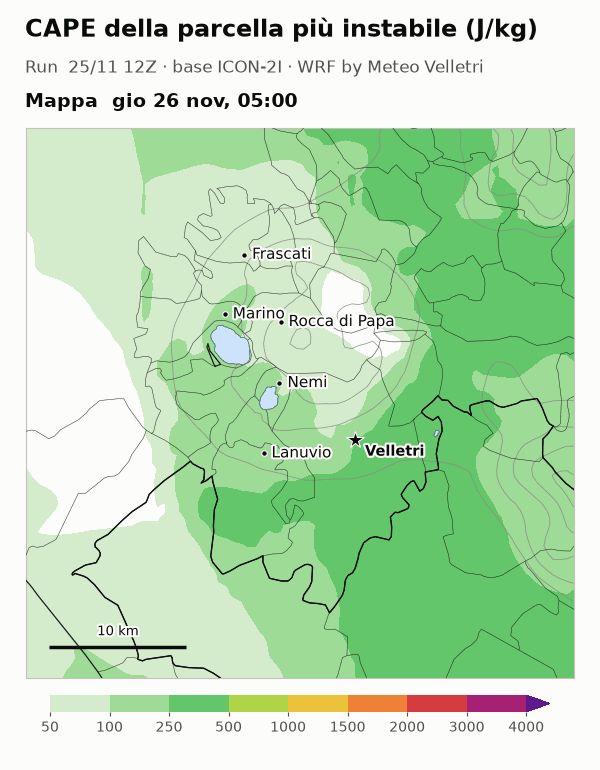 CAPE della parcella più instabile (J/kg)
Run  25/11 12Z · base ICON-2I · WRF by Meteo Velletri
Mappa  gio 26 nov, 05:00
Frascati
Marino
Rocca di Papa
Nemi
Velletri
Lanuvio
10 km
50 100 250 500 1000 1500 2000 3000 4000